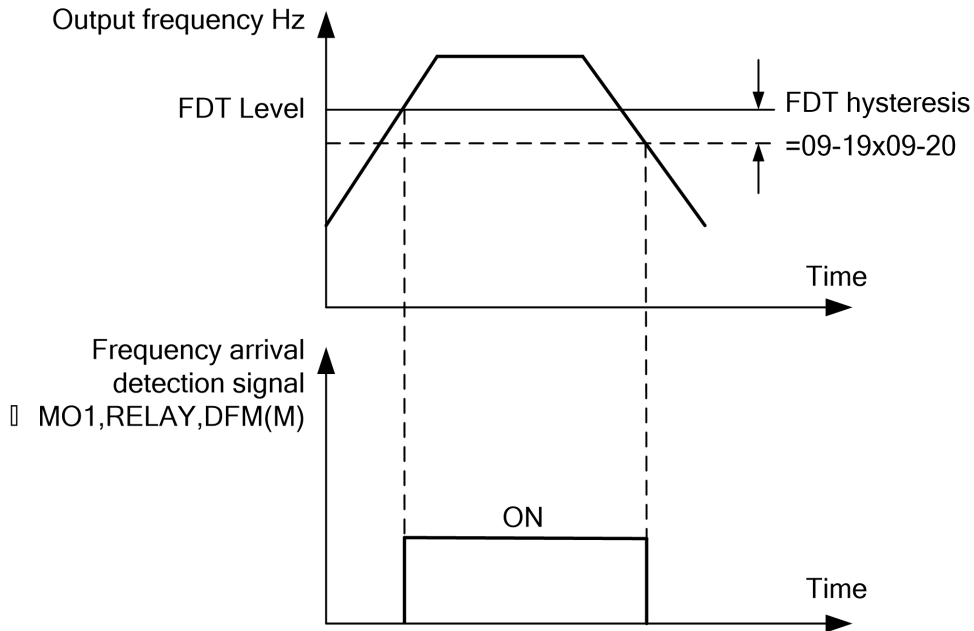 Output frequency Hz
FDT Level
FDT hysteresis
=09-19x09-20
Time
Frequency arrival
detection signal
MO1,RELAY,DFM(M)
ON
Time